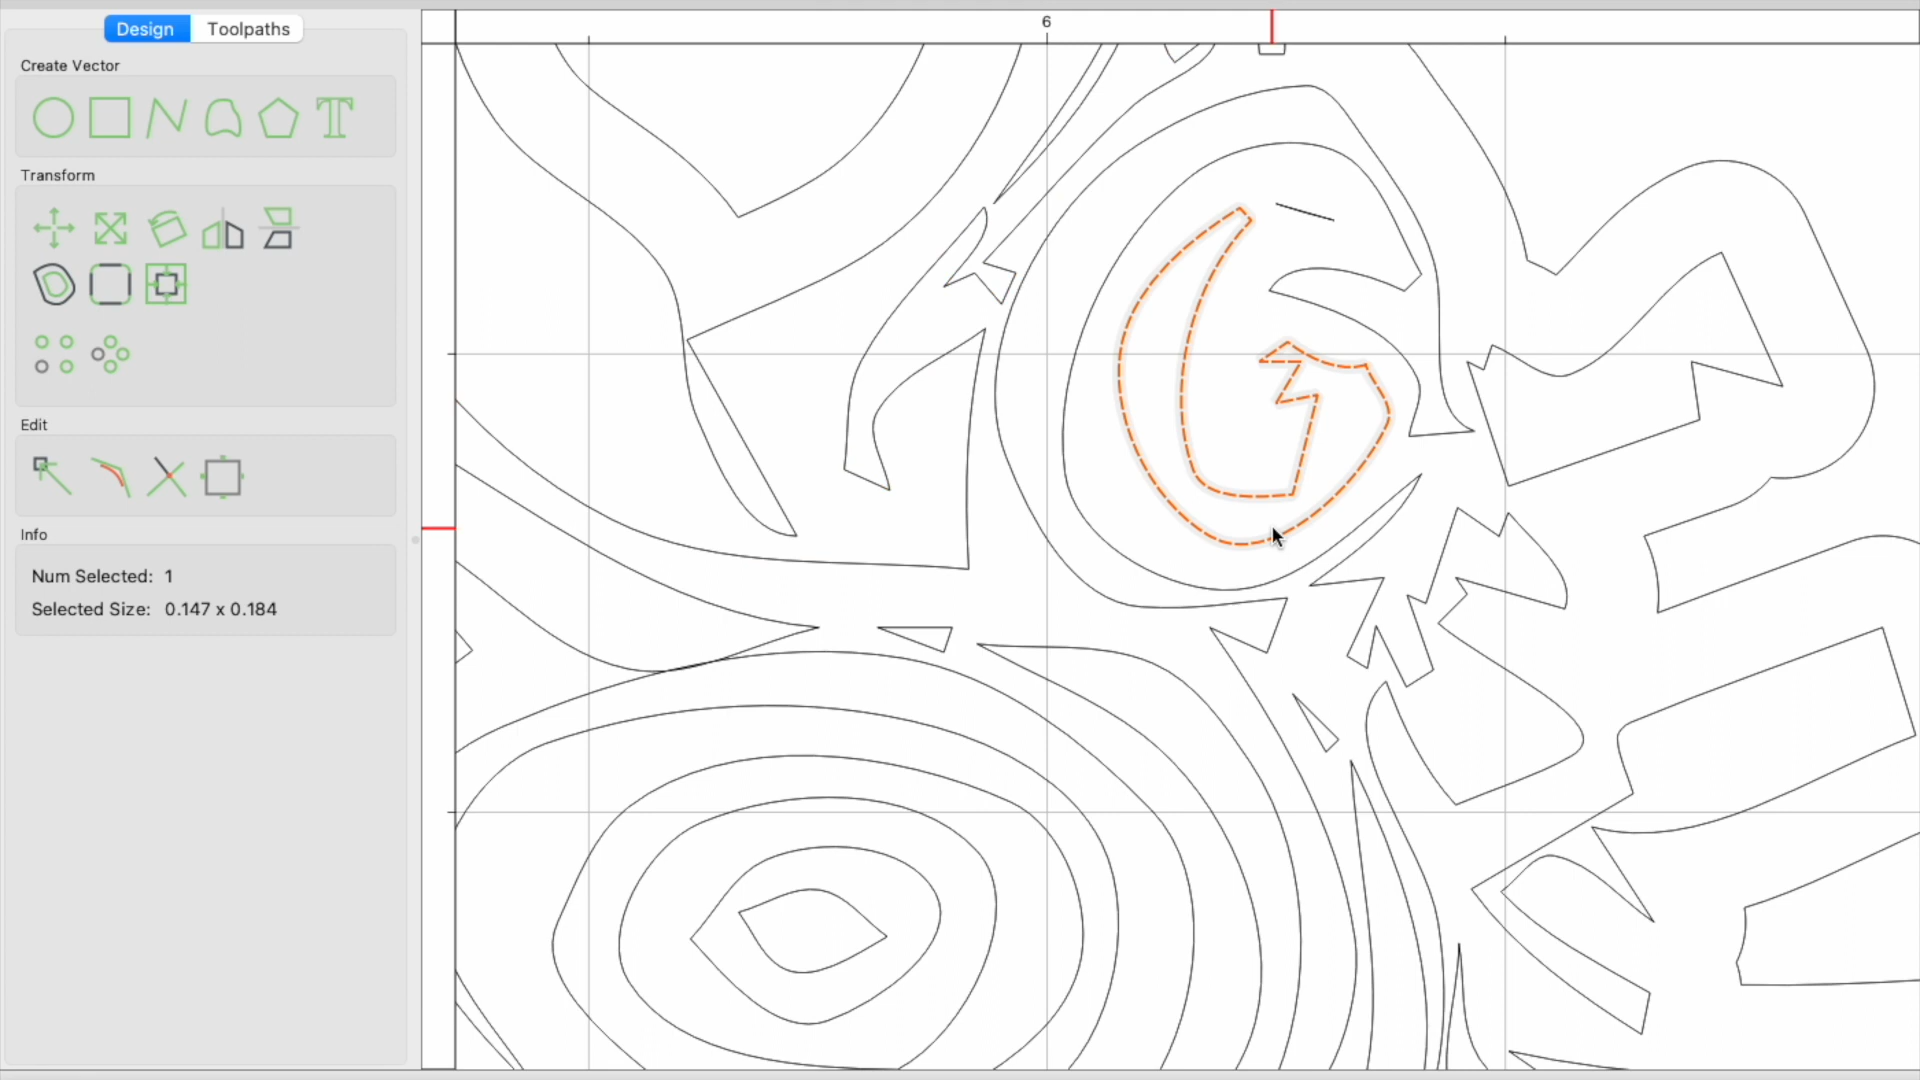 Design Toolpaths
6
Create Vector
T
Transform
Edit
Info
Num Selected: 1
Selected Size: 0.147 x 0.184